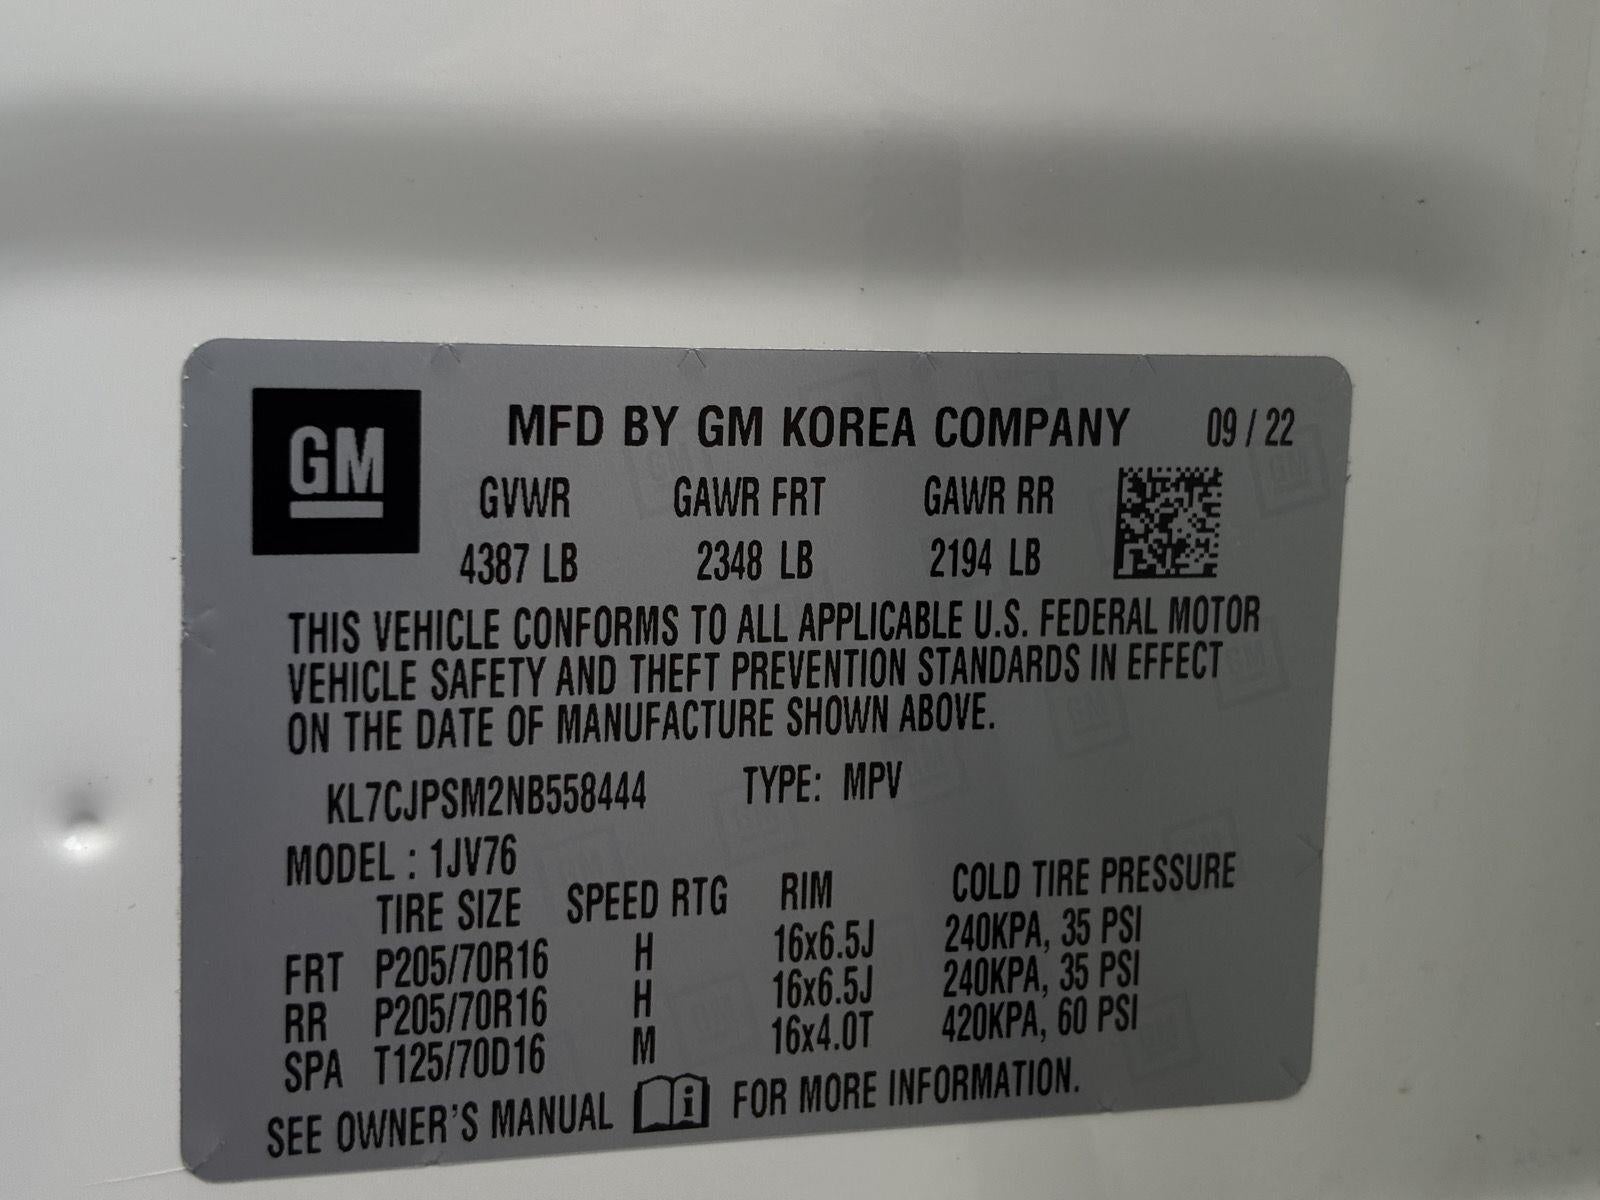 GM
MFD BY GM KOREA COMPANY 09 / 22
GVWR GAWR FRT GAWR RR
4387 LB 2348 LB 2194 LB
THIS VEHICLE CONFORMS TO ALL APPLICABLE U.S. FEDERAL MOTOR
VEHICLE SAFETY AND THEFT PREVENTION STANDARDS IN EFFECT
ON THE DATE OF MANUFACTURE SHOWN ABOVE.
KL7CJPSM2NB558444 TYPE: MPV
MODEL : 1JV76
TIRE SIZE SPEED RTG RIM COLD TIRE PRESSURE
FRT P205/70R16 H 16x6.5J 240KPA, 35 PSI
RR P205/70R16 H 16x6.5J 240KPA, 35 PSI
SPA T125/70D16 M 16x4.0T 420KPA, 60 PSI
SEE OWNER'S MANUAL i FOR MORE INFORMATION.